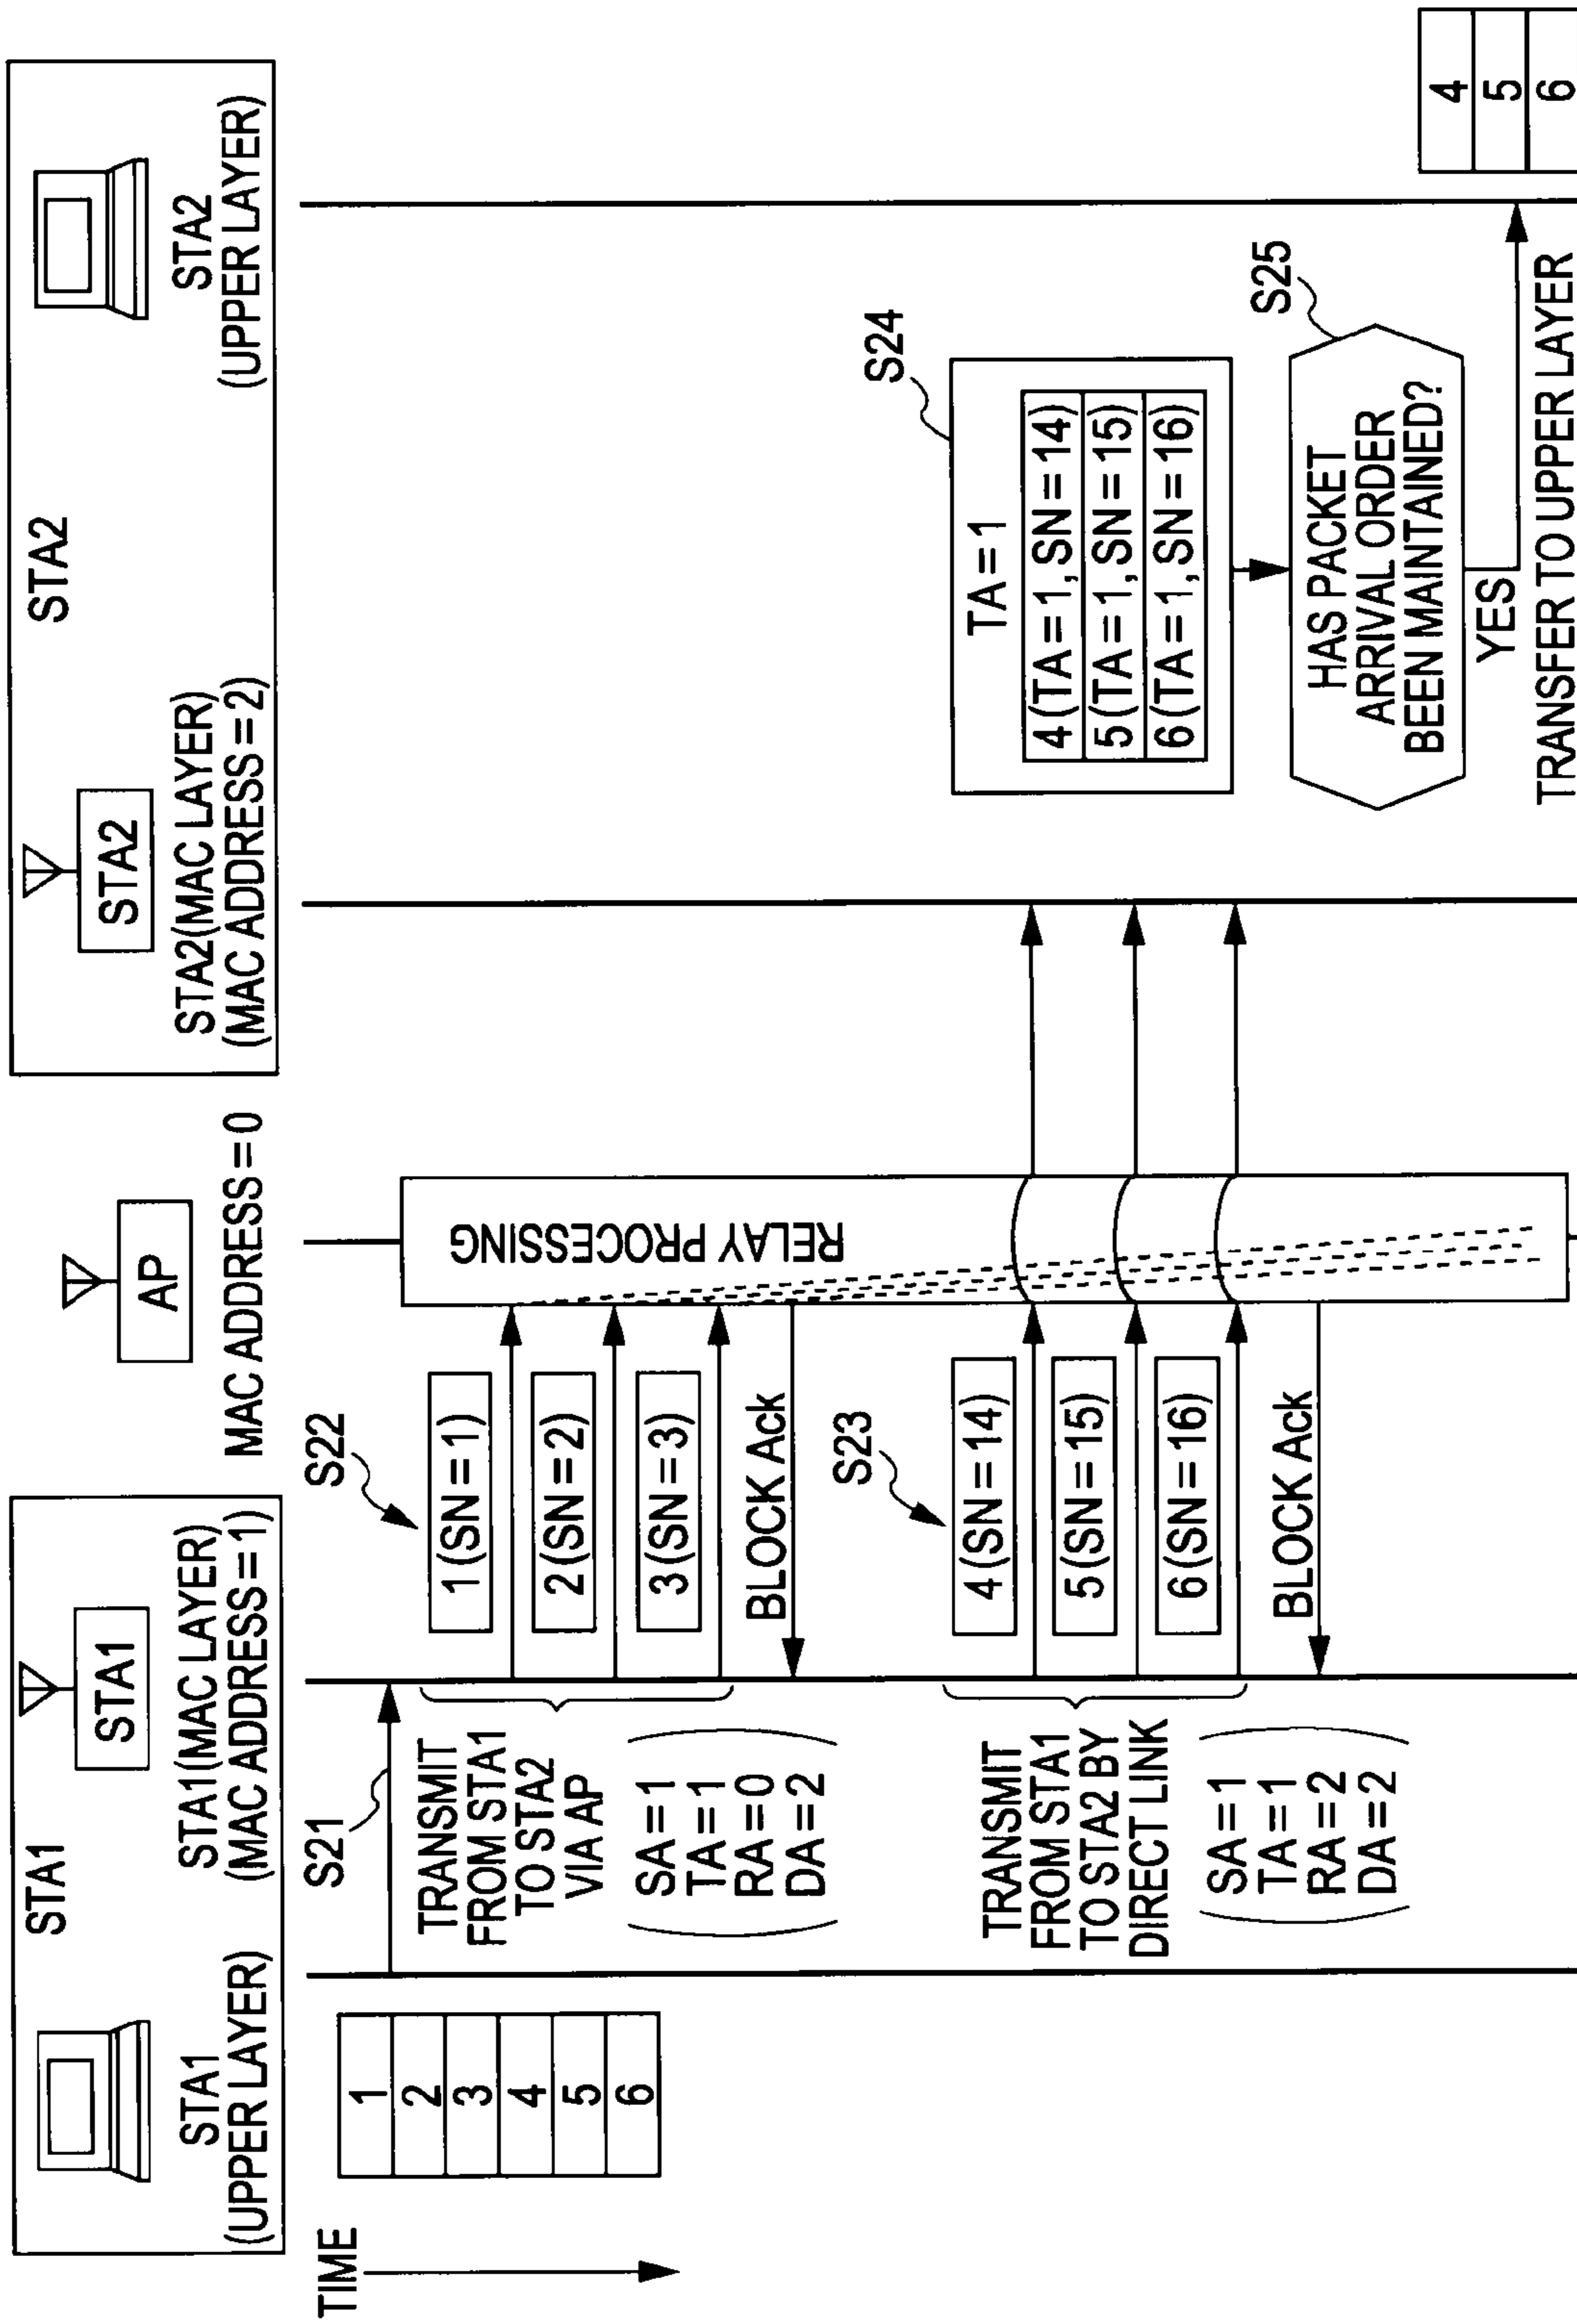 STA1
STA1
STA1
(UPPER LAYER)
STA1(MAC LAYER)
(MAC ADDRESS=1)
AP
MAC ADDRESS=0
STA2
STA2
STA2(MAC LAYER)
(MAC ADDRESS=2)
STA2
(UPPER LAYER)
TIME
1
2
3
4
5
6
S21
TRANSMIT
FROM STA1
TO STA2
VIA AP
SA=1
TA=1
RA=0
DA=2
S22
1(SN=1)
2(SN=2)
3(SN=3)
BLOCK Ack
RELAY PROCESSING
TRANSMIT
FROM STA1
TO STA2 BY
DIRECT LINK
SA=1
TA=1
RA=2
DA=2
S23
4(SN=14)
5(SN=15)
6(SN=16)
BLOCK Ack
S24
TA=1
4(TA=1,SN=14)
5(TA=1,SN=15)
6(TA=1,SN=16)
S25
HAS PACKET
ARRIVAL ORDER
BEEN MAINTAINED?
YES
TRANSFER TO UPPER LAYER
4
5
6